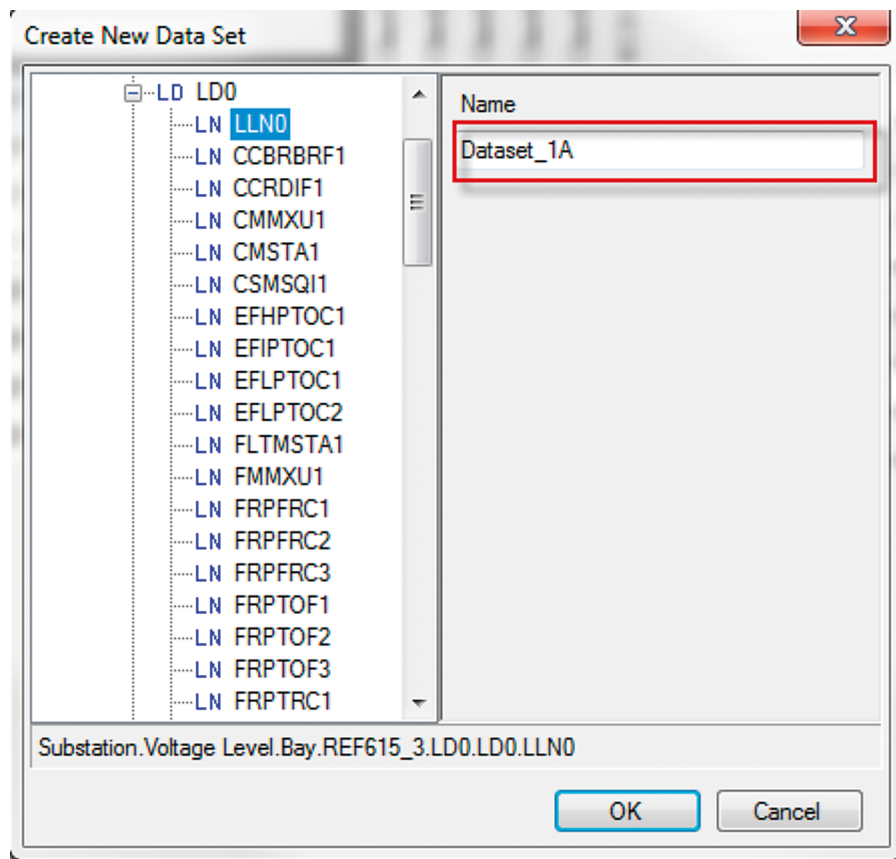 Create New Data Set
LD LD0
LN LLN0
LN CCBRBRF1
LN CCRDIF1
LN CMMXU1
LN CMSTA1
LN CSMSQI1
LN EFHPTOC1
LN EFIPTOC1
LN EFLPTOC1
LN EFLPTOC2
LN FLTMSTA1
LN FMMXU1
LN FRPFRC1
LN FRPFRC2
LN FRPFRC3
LN FRPTOF1
LN FRPTOF2
LN FRPTOF3
LN FRPTRC1
Name
Dataset_1A
Substation.Voltage Level.Bay.REF615_3.LD0.LD0.LLN0
OK Cancel